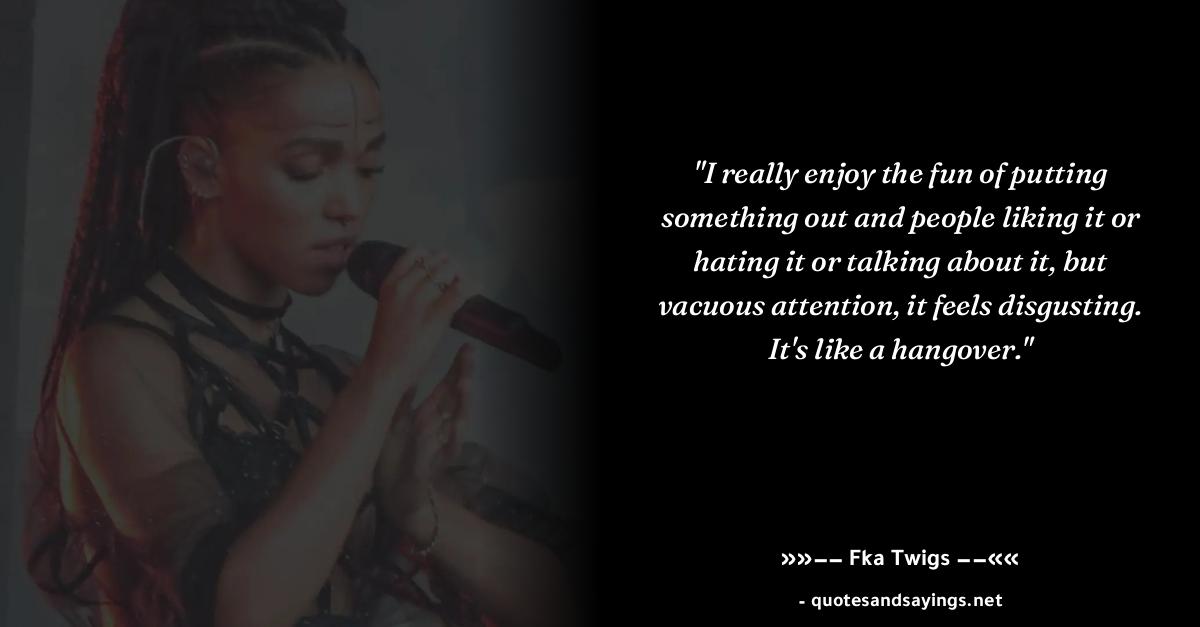 "I really enjoy the fun of putting
something out and people liking it or
hating it or talking about it, but
vacuous attention, it feels disgusting.
It's like a hangover."
»»–– Fka Twigs ––««
- quotesandsayings.net